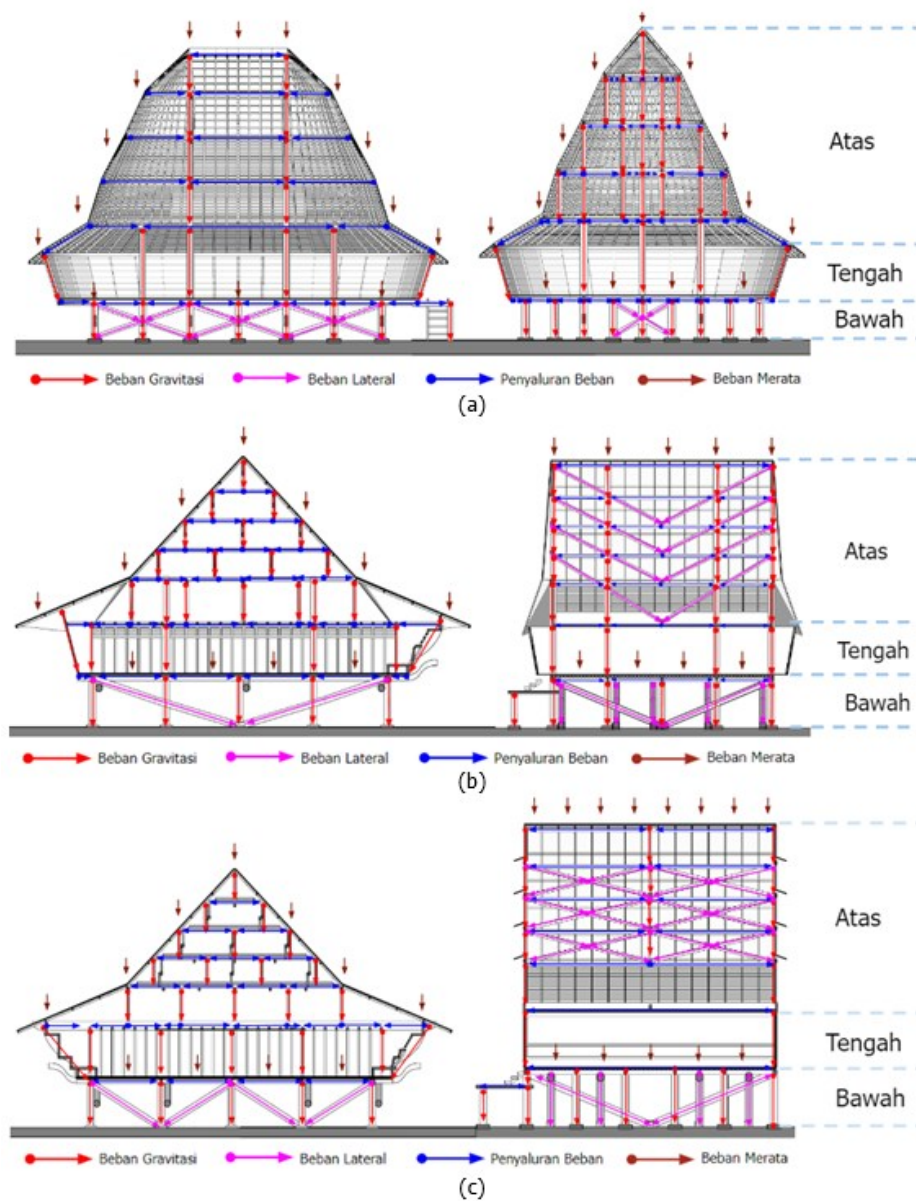 Atas
Tengah
Bawah
Beban Gravitasi Beban Lateral Penyaluran Beban Beban Merata
(a)
Atas
Tengah
Bawah
Beban Gravitasi Beban Lateral Penyaluran Beban Beban Merata
(b)
Atas
Tengah
Bawah
Beban Gravitasi Beban Lateral Penyaluran Beban Beban Merata
(c)